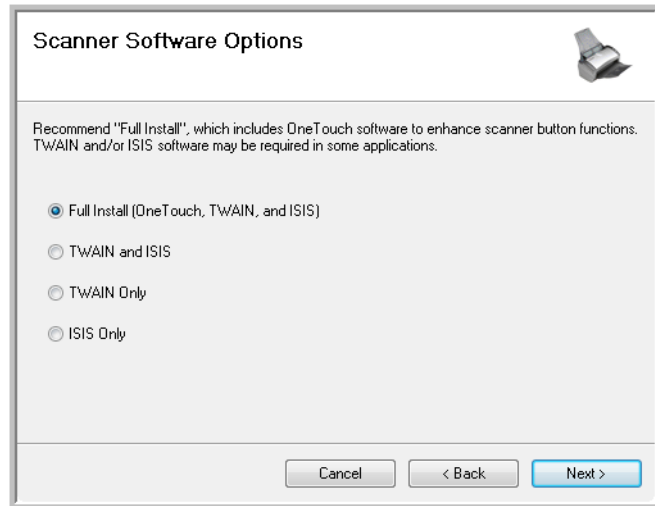 Scanner Software Options
Recommend "Full Install", which includes OneTouch software to enhance scanner button functions.
TWAIN and/or ISIS software may be required in some applications.
Full Install (OneTouch, TWAIN, and ISIS)
TWAIN and ISIS
TWAIN Only
ISIS Only
Cancel
< Back
Next >